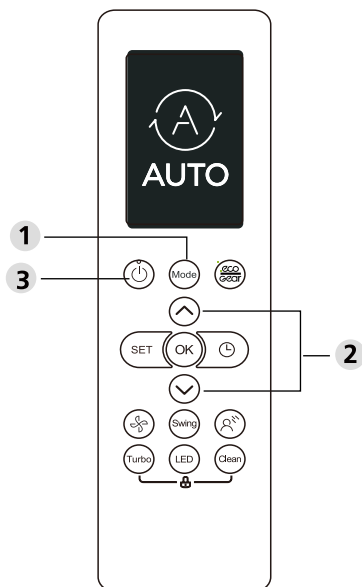 A
AUTO
1
3
Mode
eco
Gear
2
SET
OK
Swing
Turbo
LED
Clean